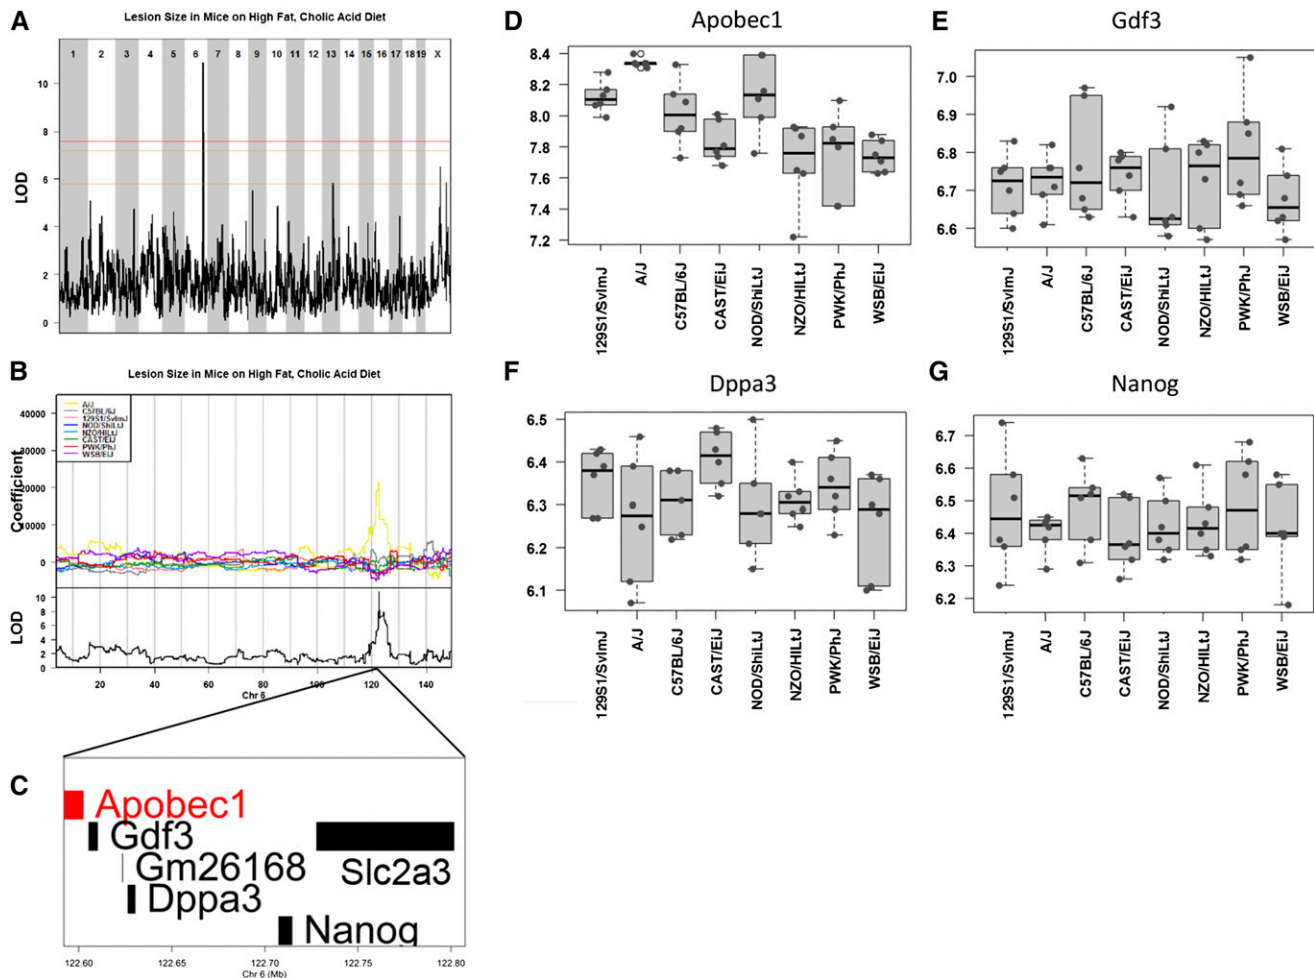 A
Lesion Size in Mice on High Fat, Cholic Acid Diet
1 2 3 4 5 6 7 8 9 10 11 12 13 14 15 16 17 18 19 X
LOD
10
8
6
4
2
0
B
Lesion Size in Mice on High Fat, Cholic Acid Diet
Coefficient
40000
0
A/J
C57BL/6J
129S1/SvImJ
NOD/ShiLtJ
NZO/HlLtJ
CAST/EiJ
PWK/PhJ
WSB/EiJ
LOD
10
8
6
4
2
0
20 40 60 80 100 120 140
Chr 6
C
Apobec1
Gdf3
Gm26168
Slc2a3
Dppa3
Nanog
122.60 122.65 122.70 122.75 122.80
Chr 6 (Mb)
D
Apobec1
8.4
8.2
8.0
7.8
7.6
7.4
7.2
129S1/SvImJ
A/J
C57BL/6J
CAST/EiJ
NOD/ShiLtJ
NZO/HILtJ
PWK/PhJ
WSB/EiJ
E
Gdf3
7.0
6.9
6.8
6.7
6.6
129S1/SvImJ
A/J
C57BL/6J
CAST/EiJ
NOD/ShiLtJ
NZO/HILtJ
PWK/PhJ
WSB/EiJ
F
Dppa3
6.5
6.4
6.3
6.2
6.1
129S1/SvImJ
A/J
C57BL/6J
CAST/EiJ
NOD/ShiLtJ
NZO/HILtJ
PWK/PhJ
WSB/EiJ
G
Nanog
6.7
6.6
6.5
6.4
6.3
6.2
129S1/SvImJ
A/J
C57BL/6J
CAST/EiJ
NOD/ShiLtJ
NZO/HILtJ
PWK/PhJ
WSB/EiJ